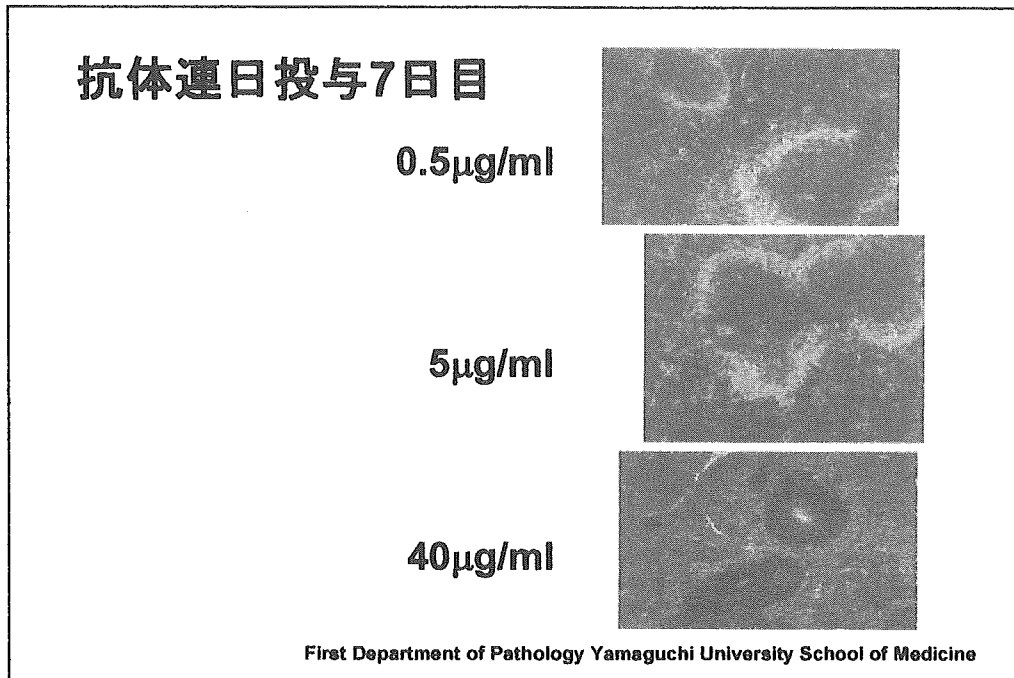 抗体連日投与7日目
0.5μg/ml
5μg/ml
40μg/ml
First Department of Pathology Yamaguchi University School of Medicine